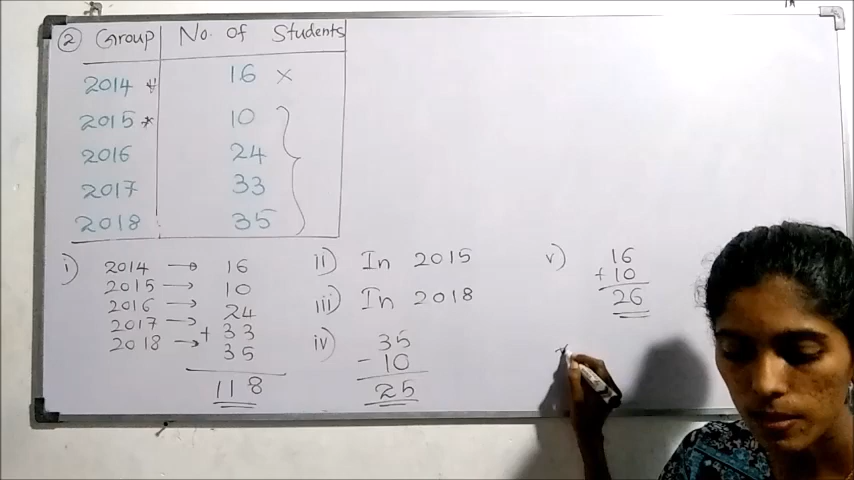 ② Group No. of Students
2014 * 16 ×
2015 * 10
2016 24
2017 33
2018 35
i) 2014 → 16
2015 → 10
2016 → 24
2017 → + 33
2018 → 35
118
ii) In 2015
iii) In 2018
iv) 35
- 10
25
v) 16
+ 10
26